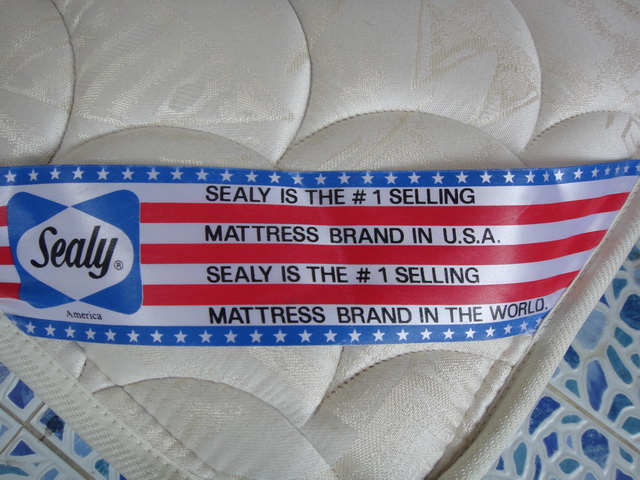 SEALY IS THE # 1 SELLING
MATTRESS BRAND IN U.S.A.
SEALY IS THE # 1 SELLING
MATTRESS BRAND IN THE WORLD.
Sealy®
America